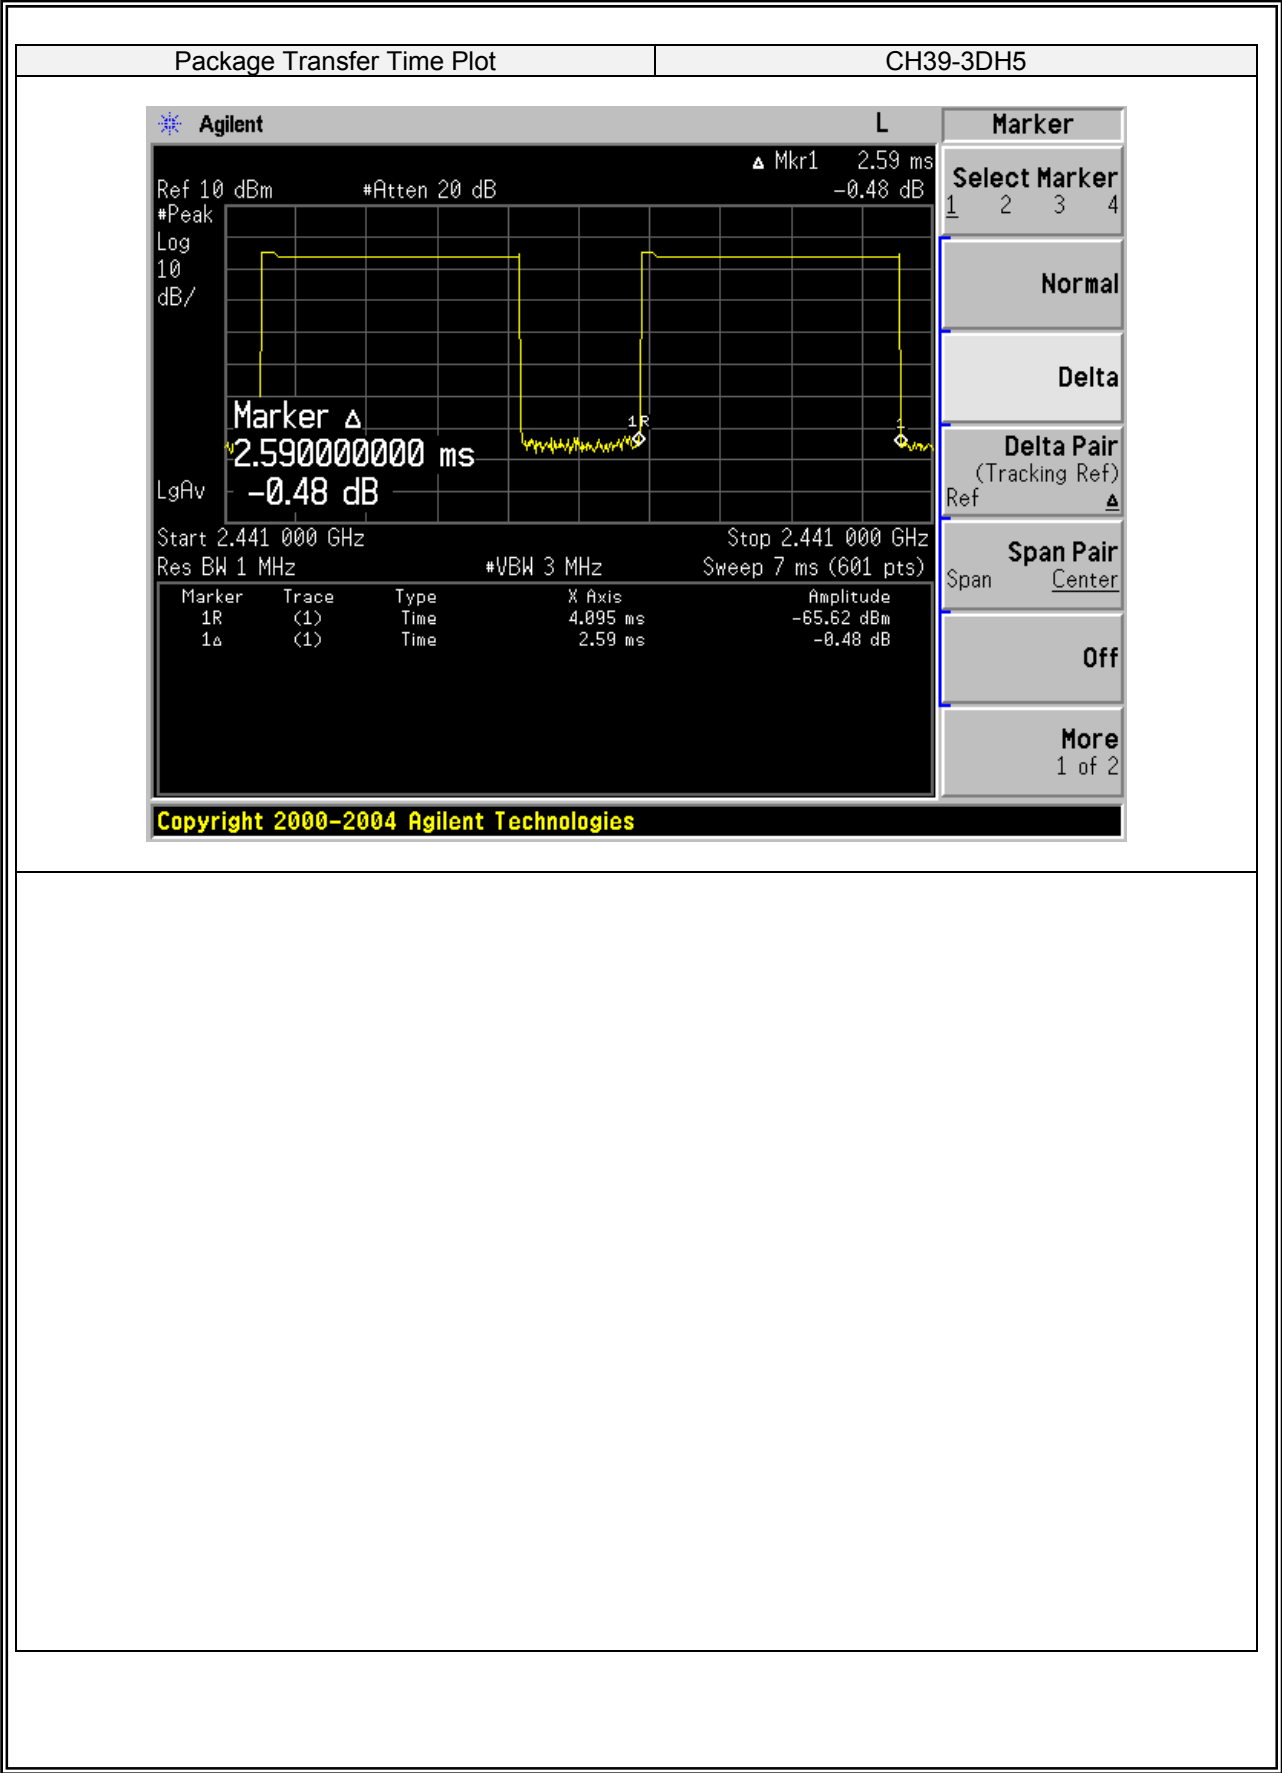 Package Transfer Time Plot CH39-3DH5
Agilent L Marker
Δ Mkr1 2.59 ms
Ref 10 dBm #Atten 20 dB -0.48 dB
#Peak
Log
10
dB/
Select Marker
1 2 3 4
Normal
Delta
Marker Δ
2.590000000 ms
-0.48 dB
1R
1
LgAv
Delta Pair
(Tracking Ref)
Ref Δ
Start 2.441 000 GHz Stop 2.441 000 GHz
Res BW 1 MHz #VBW 3 MHz Sweep 7 ms (601 pts)
Span Pair
Span Center
Marker Trace Type X Axis Amplitude
1R (1) Time 4.095 ms -65.62 dBm
1Δ (1) Time 2.59 ms -0.48 dB
Off
More
1 of 2
Copyright 2000-2004 Agilent Technologies